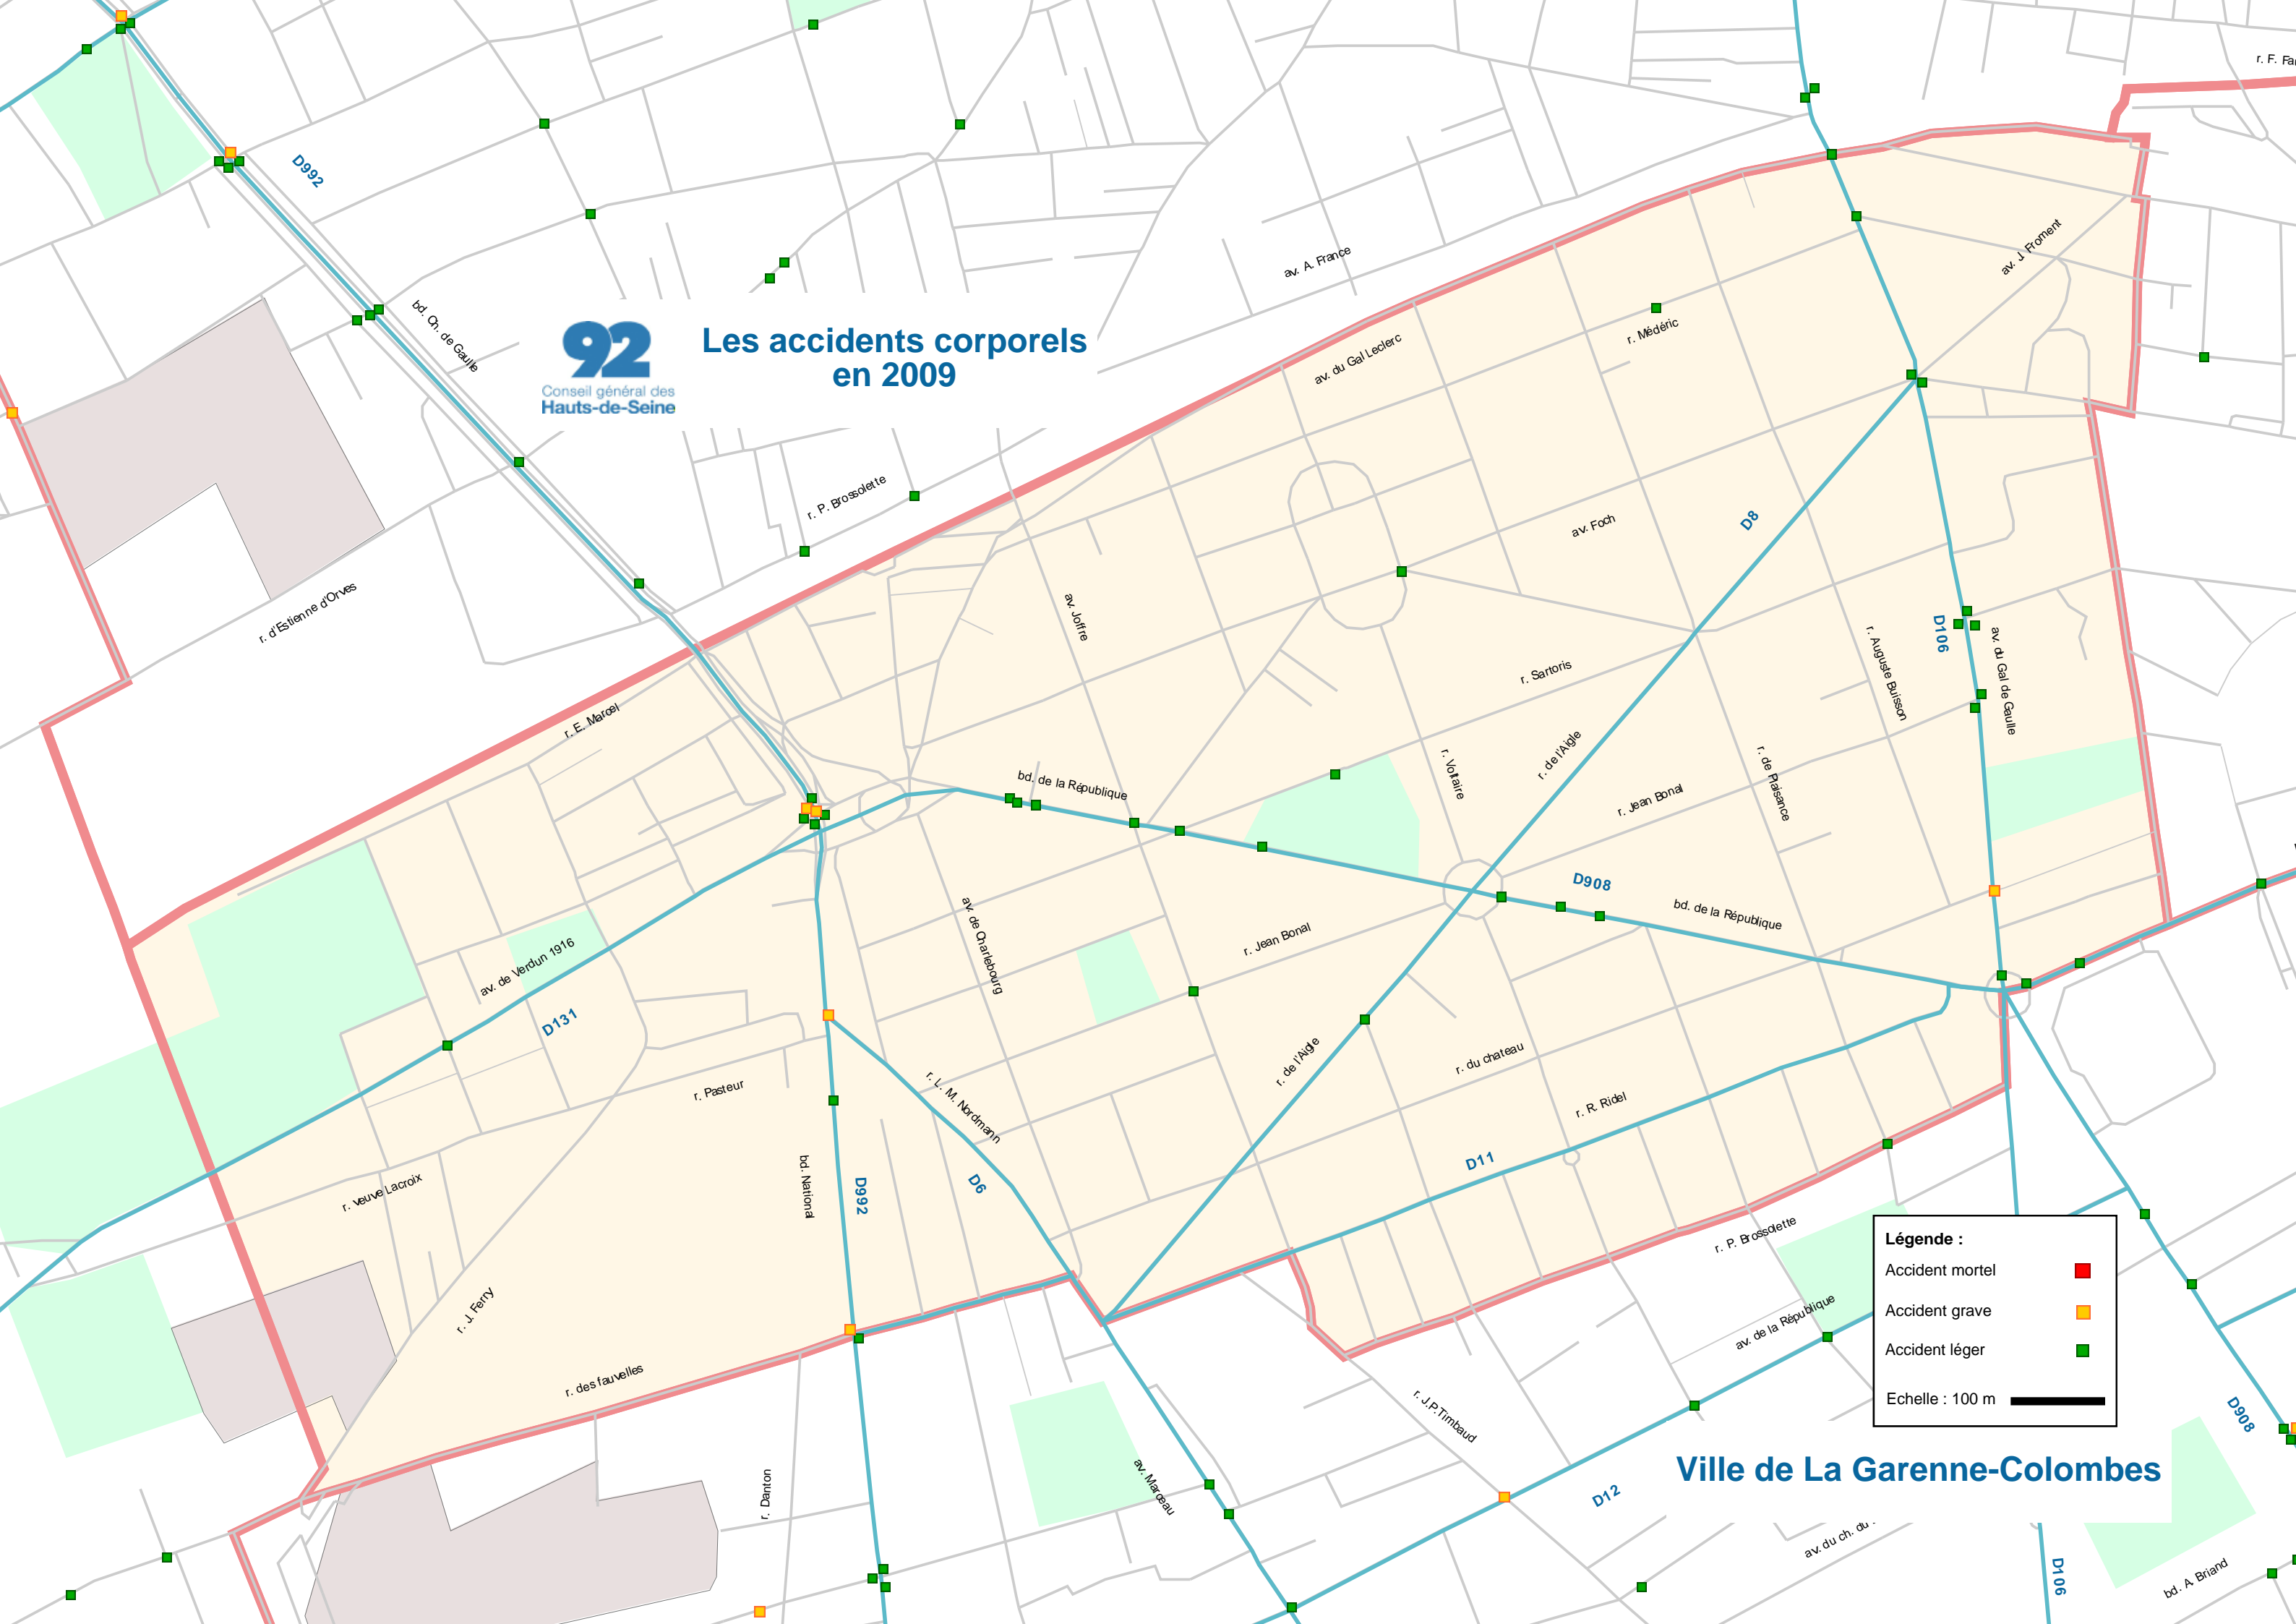 r. F. Fa
D992
bd. Ch. de Gaulle
92
Conseil général des
Hauts-de-Seine
Les accidents corporels
en 2009
av. A. France
av. J. Froment
r. Médéric
av. du Gal Leclerc
r. P. Brossolette
av. Foch
D8
r. d'Estienne d'Orves
av. Joffre
D106
av. du Gal de Gaulle
r. Auguste Buisson
r. Sartoris
r. E. Marcel
r. de l'Aigle
r. Voltaire
r. de Plaisance
bd. de la République
r. Jean Bonal
D908
bd. de la République
av. de Charlebourg
r. Jean Bonal
av. de Verdun 1916
D131
r. de l'Aigle
r. du chateau
r. Pasteur
r. L. M. Nordmann
r. R. Ridel
D11
bd. National
D992
D6
r. veuve Lacroix
r. P. Brossolette
r. J. Ferry
av. de la République
r. des fauvelles
r. J.P.Timbaud
Légende :
Accident mortel
Accident grave
Accident léger
Echelle : 100 m
D908
Ville de La Garenne-Colombes
r. Danton
av. Marceau
D12
av. du ch. du
D106
bd. A. Briand